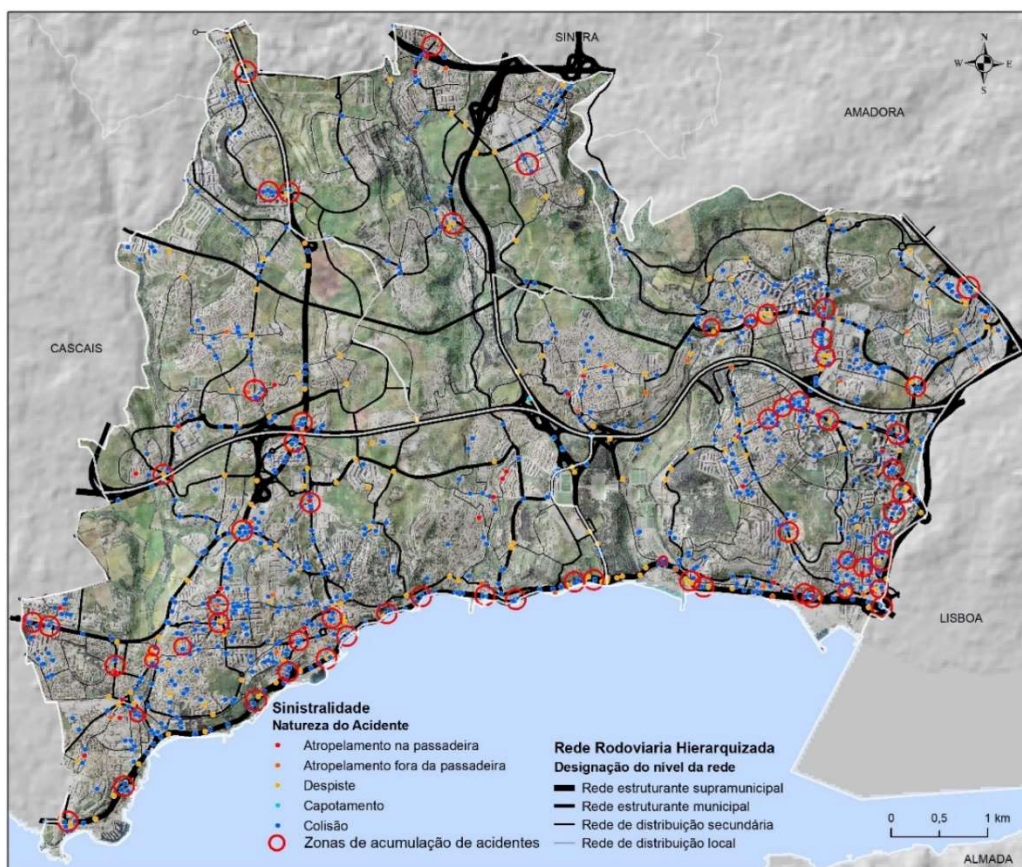 SINTRA
N
W E
S
AMADORA
CASCAIS
LISBOA
Sinistralidade
Natureza do Acidente
Atropelamento na passadeira
Atropelamento fora da passadeira
Despiste
Capotamento
Colisão
Zonas de acumulação de acidentes
Rede Rodoviaria Hierarquizada
Designação do nível da rede
Rede estruturante supramunicipal
Rede estruturante municipal
Rede de distribuição secundária
Rede de distribuição local
0 0,5 1 km
ALMADA